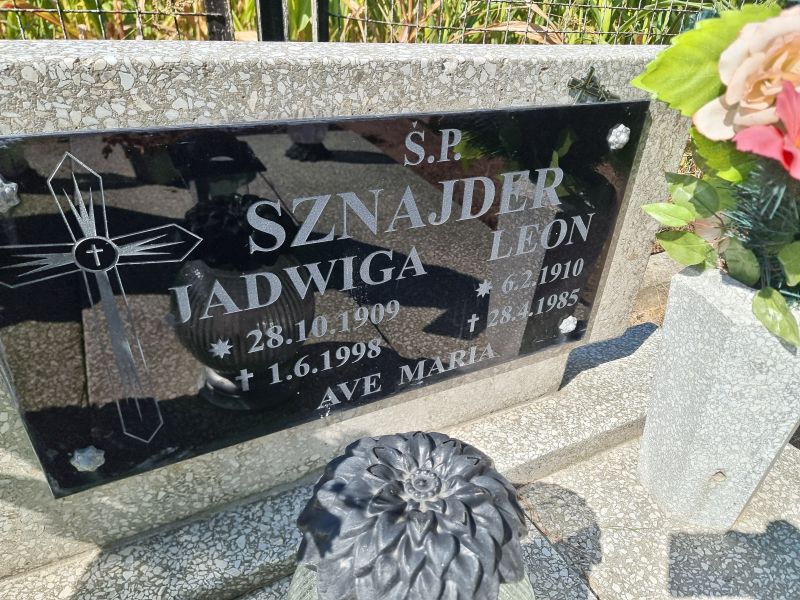 Ś.P.
SZNAJDER
JADWIGA
* 28.10.1909
✝ 1.6.1998
LEON
* 6.2.1910
✝ 28.4.1985
AVE MARIA